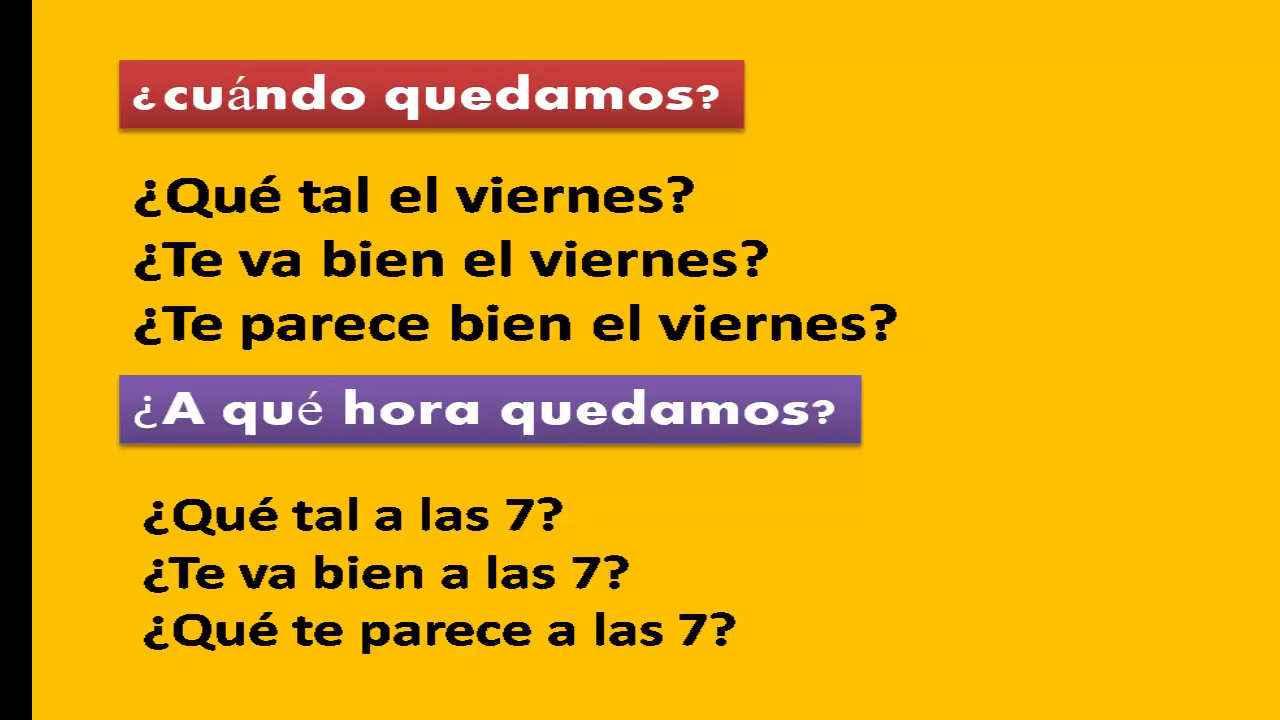 ¿cuándo quedamos?
¿Qué tal el viernes?
¿Te va bien el viernes?
¿Te parece bien el viernes?
¿A qué hora quedamos?
¿Qué tal a las 7?
¿Te va bien a las 7?
¿Qué te parece a las 7?